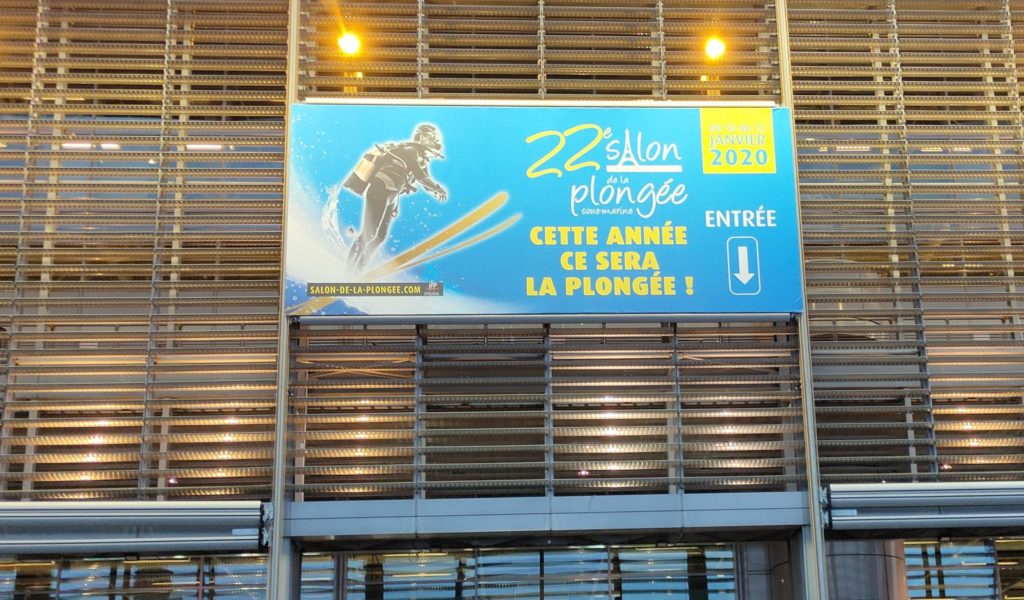 22e SALON
de la
plongée
sous-marine
JANVIER
2020
ENTRÉE
CETTE ANNÉE
CE SERA
LA PLONGÉE !
SALON-DE-LA-PLONGEE.COM